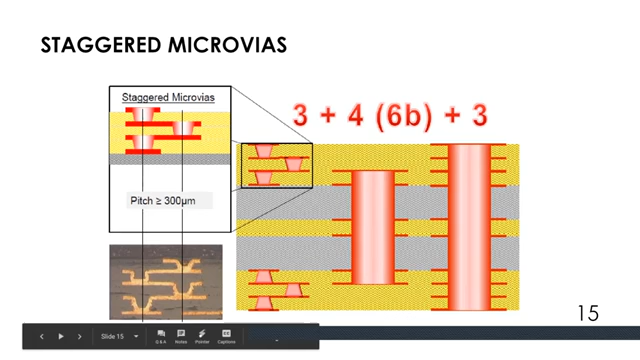 STAGGERED MICROVIAS
Staggered Microvias
3 + 4 (6b) + 3
Pitch ≥ 300µm
15
Slide 15
Q & A
Notes
Pointer
Captions